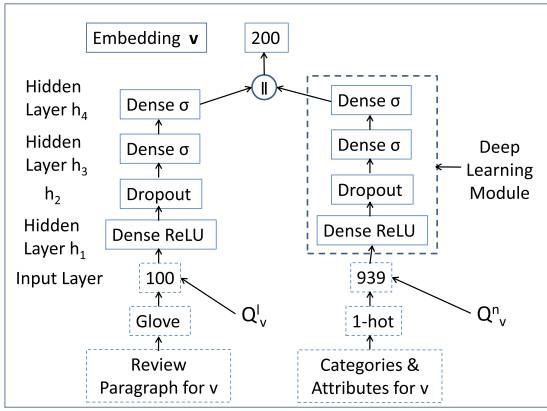 Embedding v
200
||
Hidden
Layer h4
Dense σ
Dense σ
Hidden
Layer h3
Dense σ
Dense σ
Deep
Learning
Module
h2
Dropout
Dropout
Hidden
Layer h1
Dense ReLU
Dense ReLU
Input Layer
100
939
Qlv
Qnv
Glove
1-hot
Review
Paragraph for v
Categories &
Attributes for v